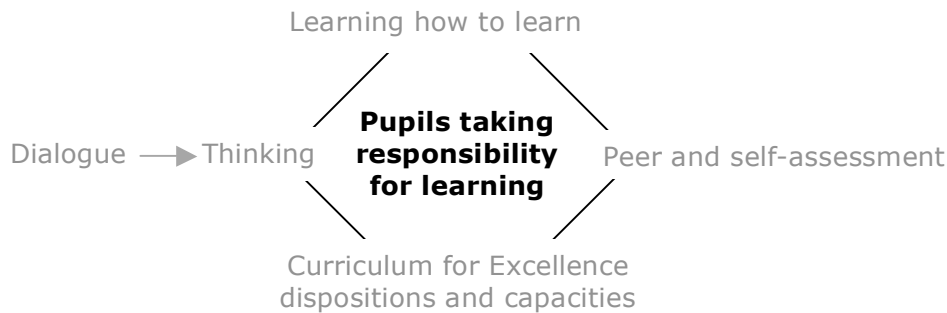 Learning how to learn
Pupils taking
responsibility
for learning
Dialogue
Thinking
Peer and self-assessment
Curriculum for Excellence
dispositions and capacities